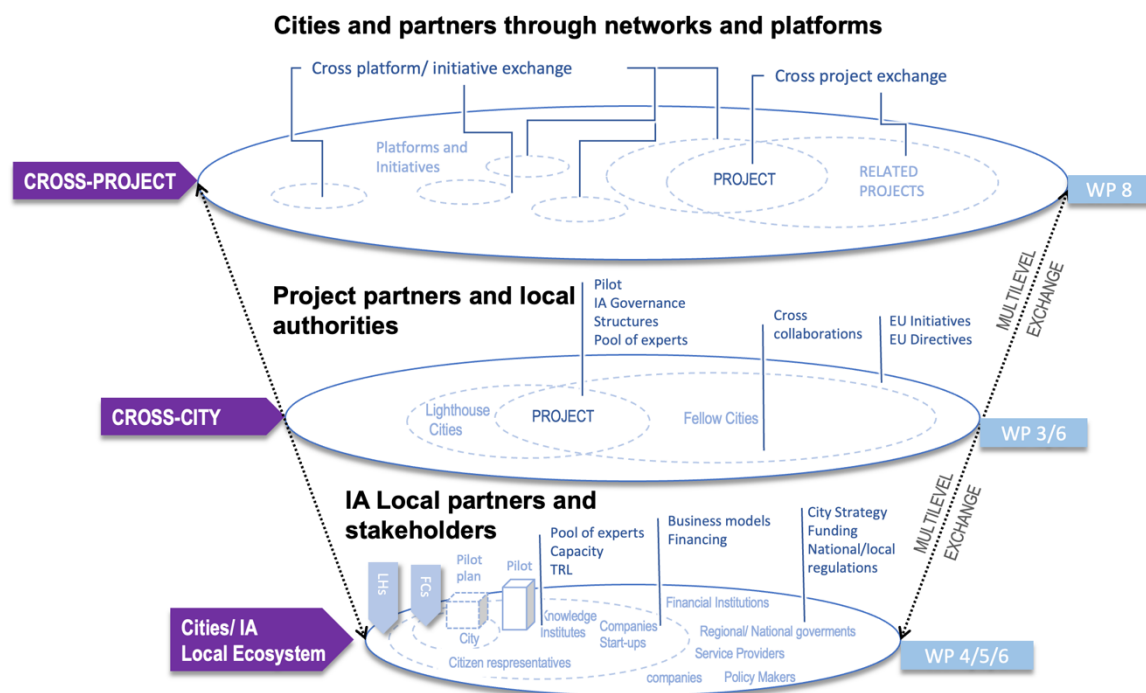 Cities and partners through networks and platforms
Cross platform/ initiative exchange
Cross project exchange
Platforms and
Initiatives
PROJECT
RELATED
PROJECTS
CROSS-PROJECT
WP 8
MULTILEVEL
EXCHANGE
Project partners and local
authorities
Pilot
IA Governance
Structures
Pool of experts
Cross
collaborations
EU Initiatives
EU Directives
Lighthouse
Cities
PROJECT
Fellow Cities
CROSS-CITY
WP 3/6
MULTILEVEL
EXCHANGE
IA Local partners and
stakeholders
Pool of experts
Capacity
TRL
Business models
Financing
City Strategy
Funding
National/local
regulations
LHs
FCs
Pilot
plan
Pilot
City
Knowledge
Institutes
Citizen respresentatives
Companies
Start-ups
Financial Institutions
Regional/ National goverments
Service Providers
companies
Policy Makers
Cities/ IA
Local Ecosystem
WP 4/5/6